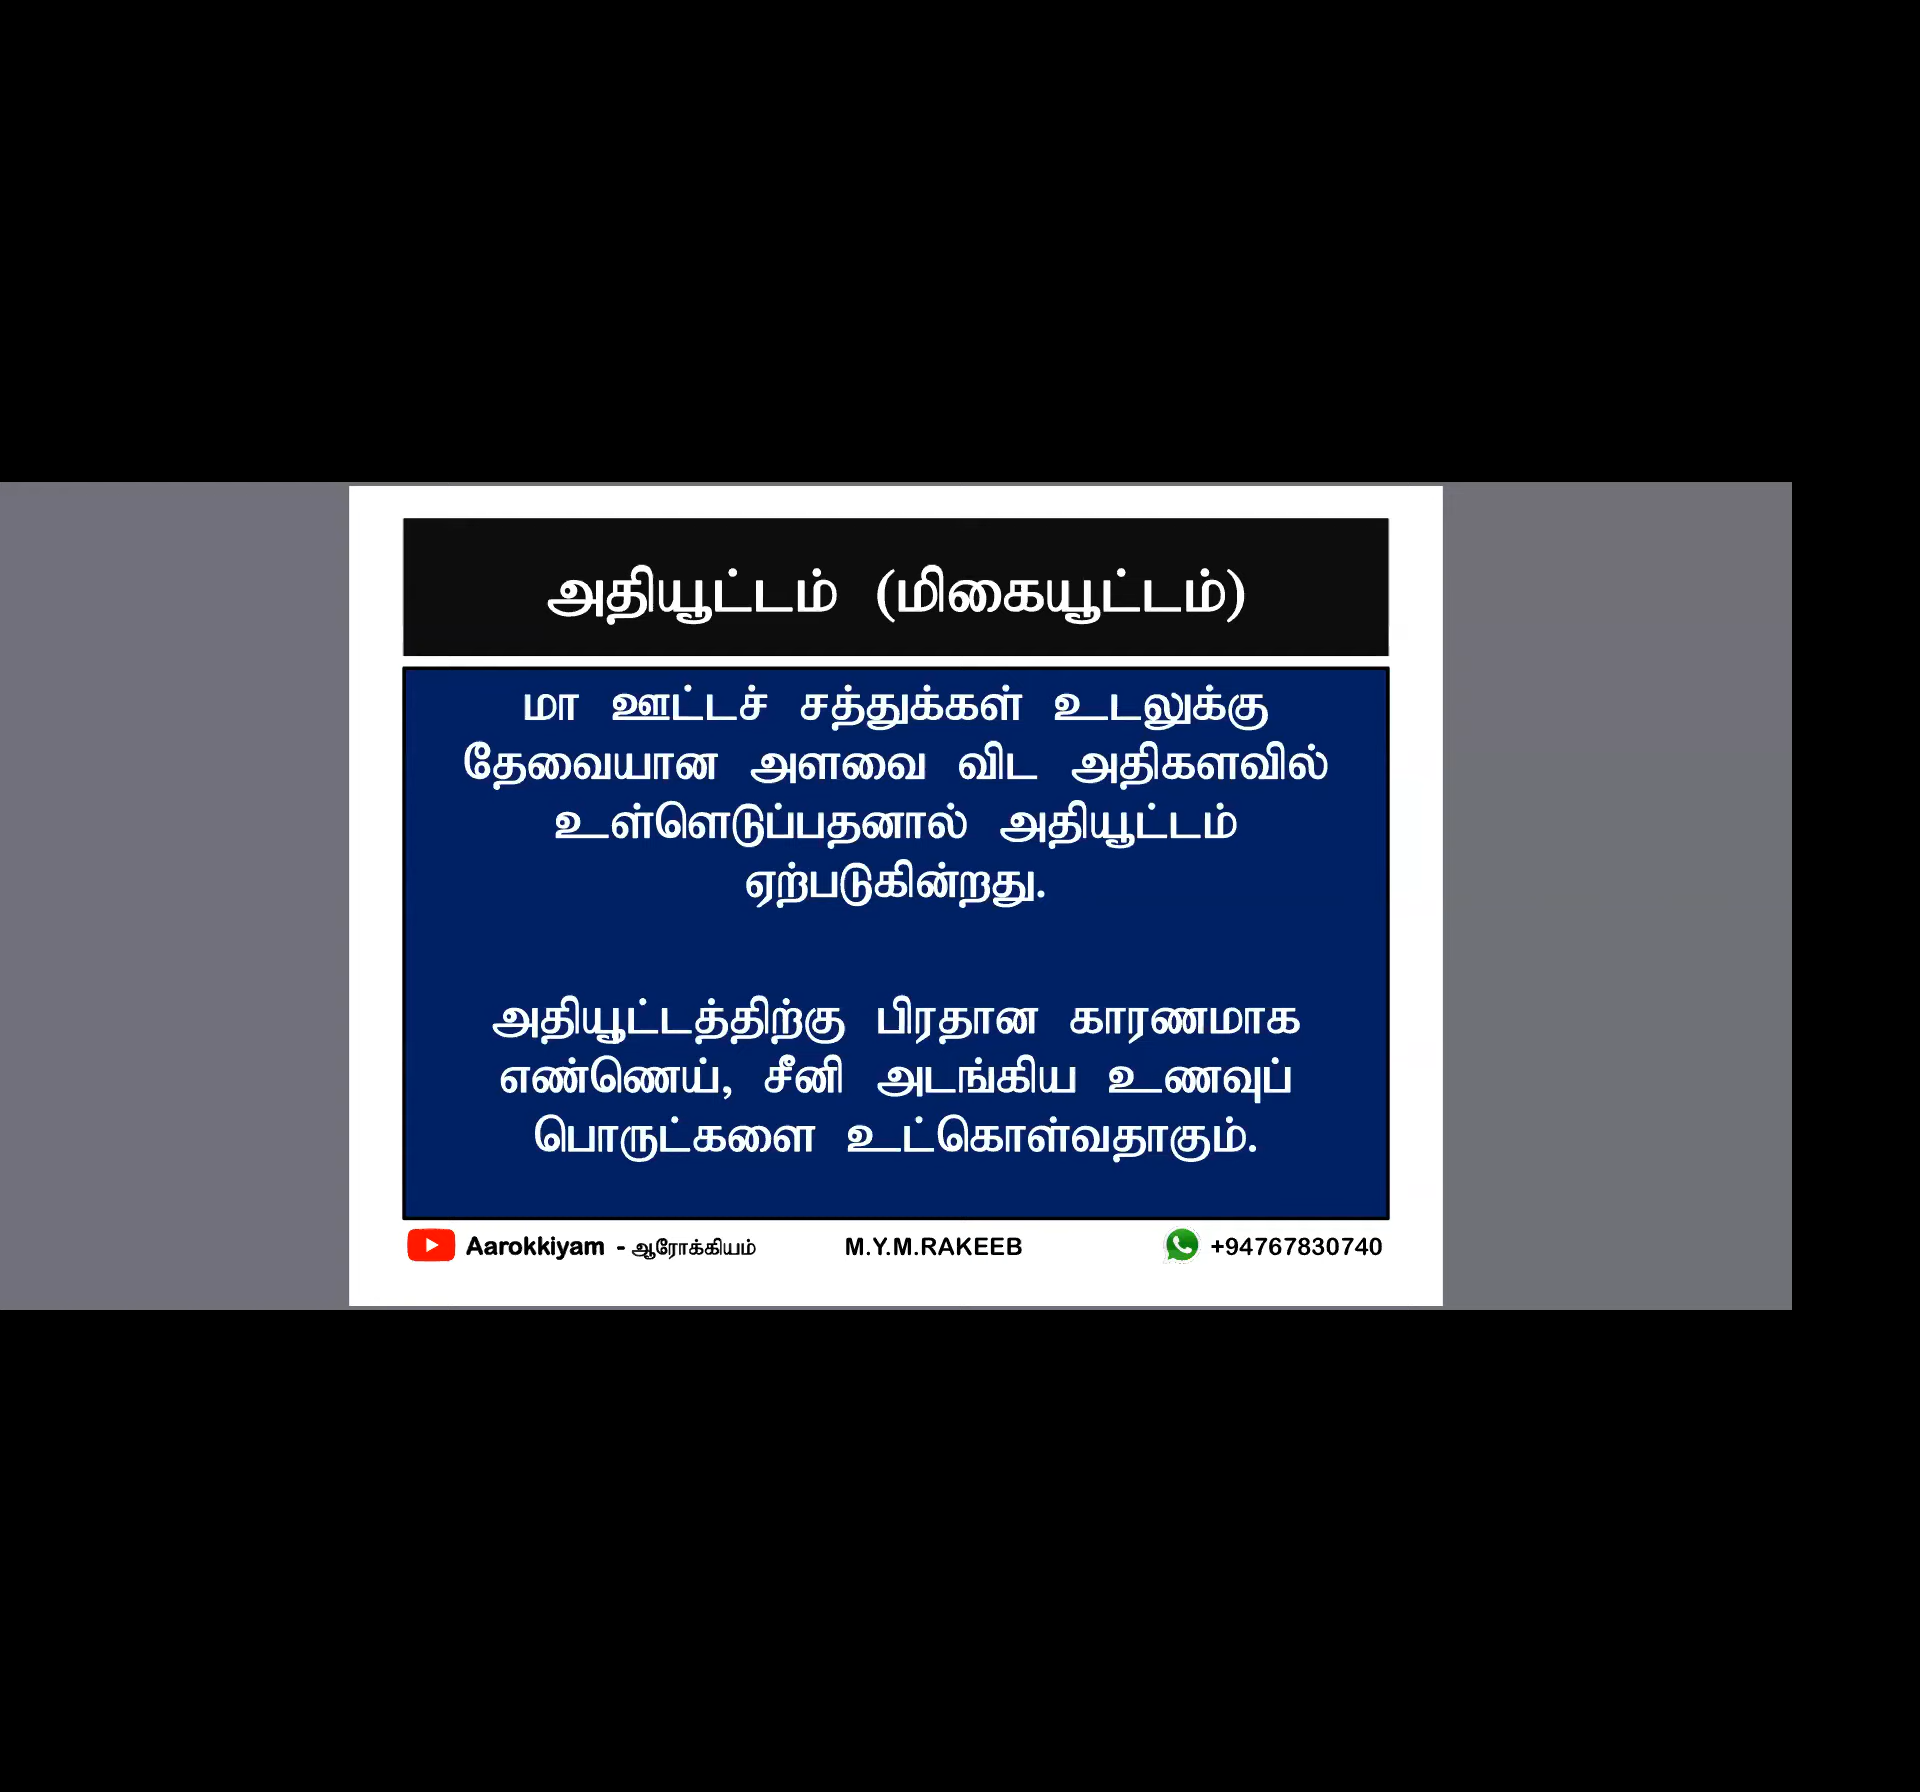 அதியூட்டம் (மிகையூட்டம்)
மா ஊட்டச் சத்துக்கள் உடலுக்கு
தேவையான அளவை விட அதிகளவில்
உள்ளெடுப்பதனால் அதியூட்டம்
ஏற்படுகின்றது.
அதியூட்டத்திற்கு பிரதான காரணமாக
எண்ணெய், சீனி அடங்கிய உணவுப்
பொருட்களை உட்கொள்வதாகும்.
Aarokkiyam - ஆரோக்கியம் M.Y.M.RAKEEB +94767830740